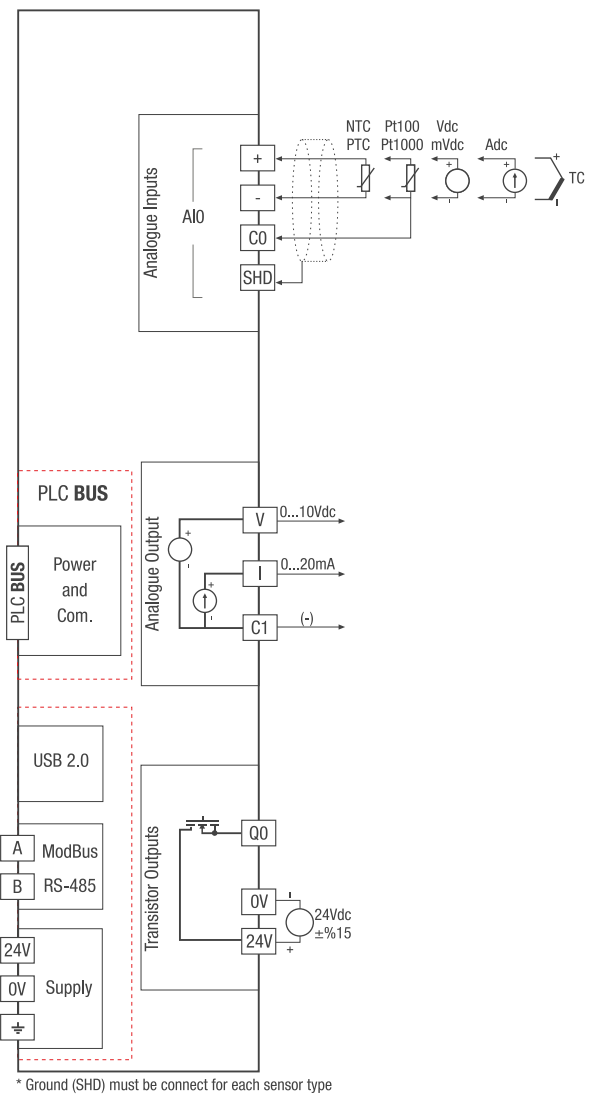 NTC Pt100 Vdc
PTC Pt1000 mVdc Adc
+
-
C0
SHD
AI0
Analogue Inputs
+ - + - + - TC
PLC BUS
PLC BUS
Power
and
Com.
Analogue Output
V 0...10Vdc
I 0...20mA
C1 (-)
+ -
+ -
USB 2.0
A ModBus
B RS-485
24V
0V Supply
Transistor Outputs
Q0
0V -
24V +
24Vdc
±%15
* Ground (SHD) must be connect for each sensor type